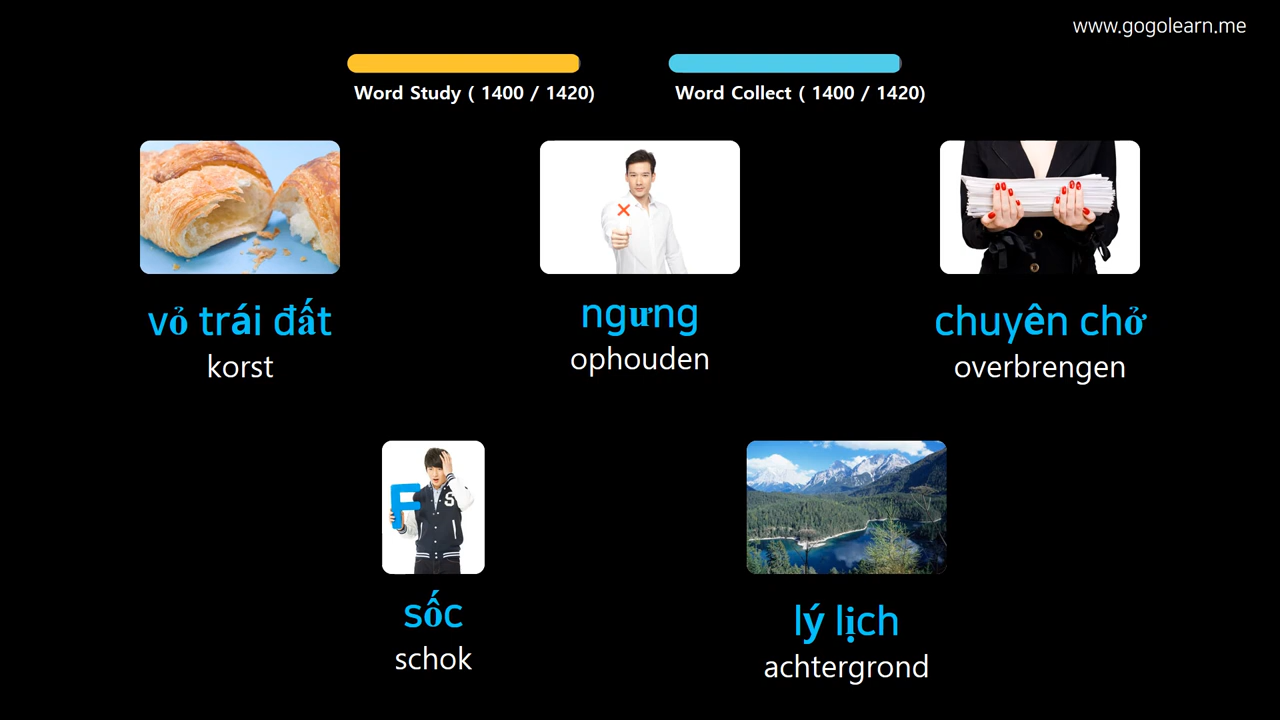 www.gogolearn.me
Word Study ( 1400 / 1420)
Word Collect ( 1400 / 1420)
vỏ trái đất
korst
ngưng
ophouden
chuyên chở
overbrengen
F
S
sốc
schok
lý lịch
achtergrond